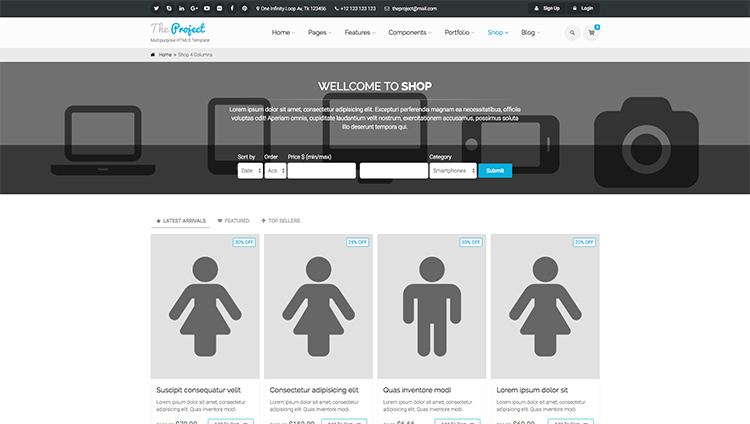 One Infinity Loop Av, Tk 123456 +12 123 123 123 theproject@mail.com Sign Up Login
The Project
Multipurpose HTML5 Template
Home Pages Features Components Portfolio Shop Blog
Home > Shop 4 Columns
WELLCOME TO SHOP
Lorem ipsum dolor sit amet, consectetur adipisicing elit. Excepturi perferendis magnam ea necessitatibus, officiis
voluptas odit! Aperiam omnis, cupiditate laudantium velit nostrum, exercitationem accusamus, possimus soluta
illo deserunt tempora qui.
Sort by Order Price $ (min/max) Category
Date Ace Smartphones Submit
LATEST ARRIVALS FEATURED TOP SELLERS
30% OFF 25% OFF 30% OFF 20% OFF
Suscipit consequatur velit
Lorem ipsum dolor sit amet, consectetur
adipisicing elit. Quas inventore modi.
Consectetur adipisicing elit
Lorem ipsum dolor sit amet, consectetur
adipisicing elit. Quas inventore modi.
Quas inventore modi
Lorem ipsum dolor sit amet, consectetur
adipisicing elit. Quas inventore modi.
Lorem ipsum dolor sit
Lorem ipsum dolor sit amet, consectetur
adipisicing elit. Quas inventore modi.